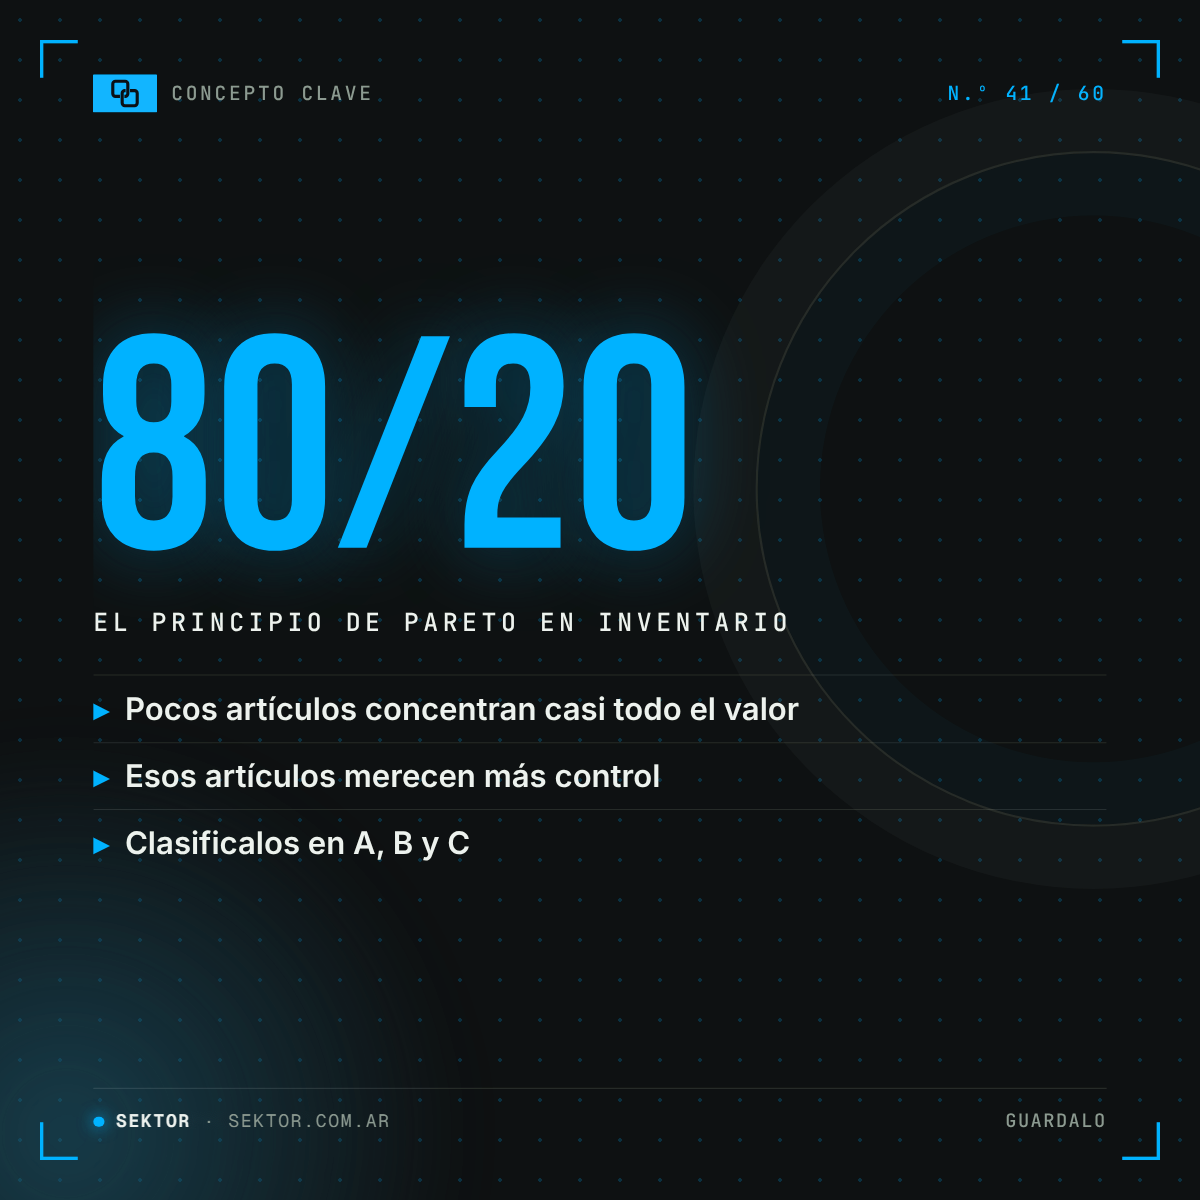 CONCEPTO CLAVE
N.° 41 / 60
80/20
EL PRINCIPIO DE PARETO EN INVENTARIO
▶ Pocos artículos concentran casi todo el valor
▶ Esos artículos merecen más control
▶ Clasificalos en A, B y C
SEKTOR · SEKTOR.COM.AR
GUARDALO